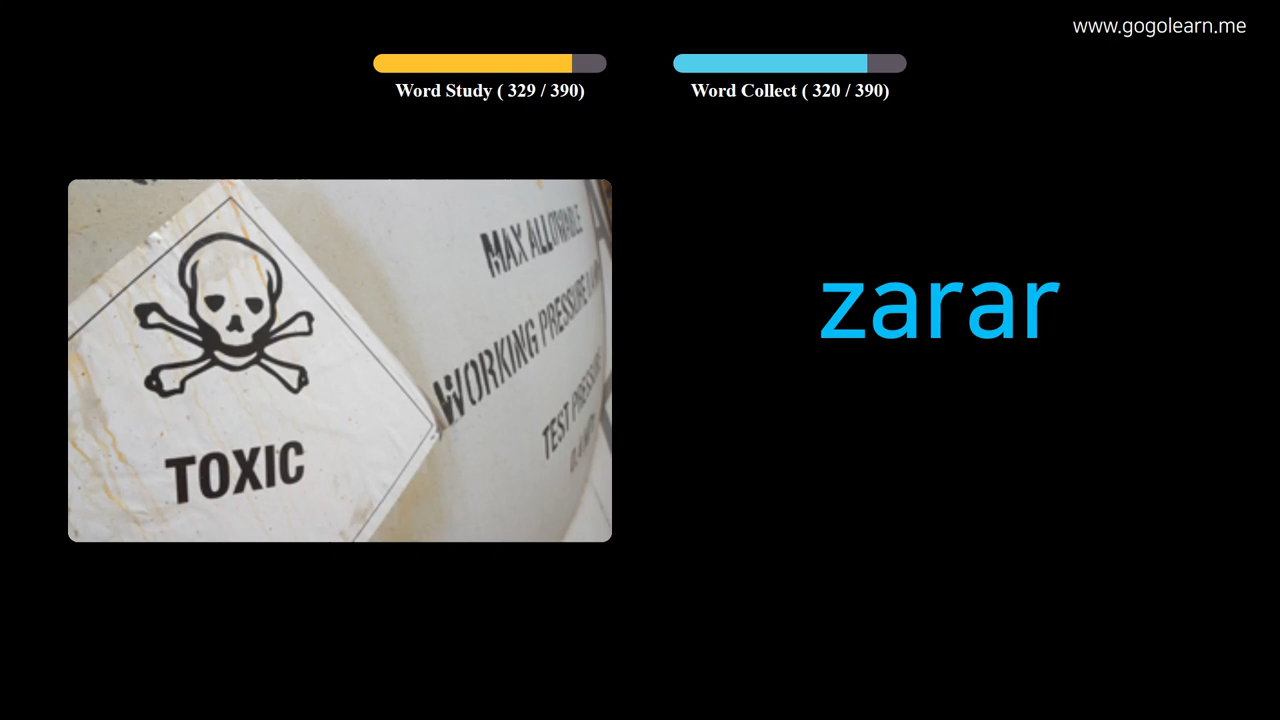 www.gogolearn.me
Word Study ( 329 / 390)
Word Collect ( 320 / 390)
zarar
TOXIC
MAX ALLOWABLE
WORKING PRESSURE
TEST PRESSURE